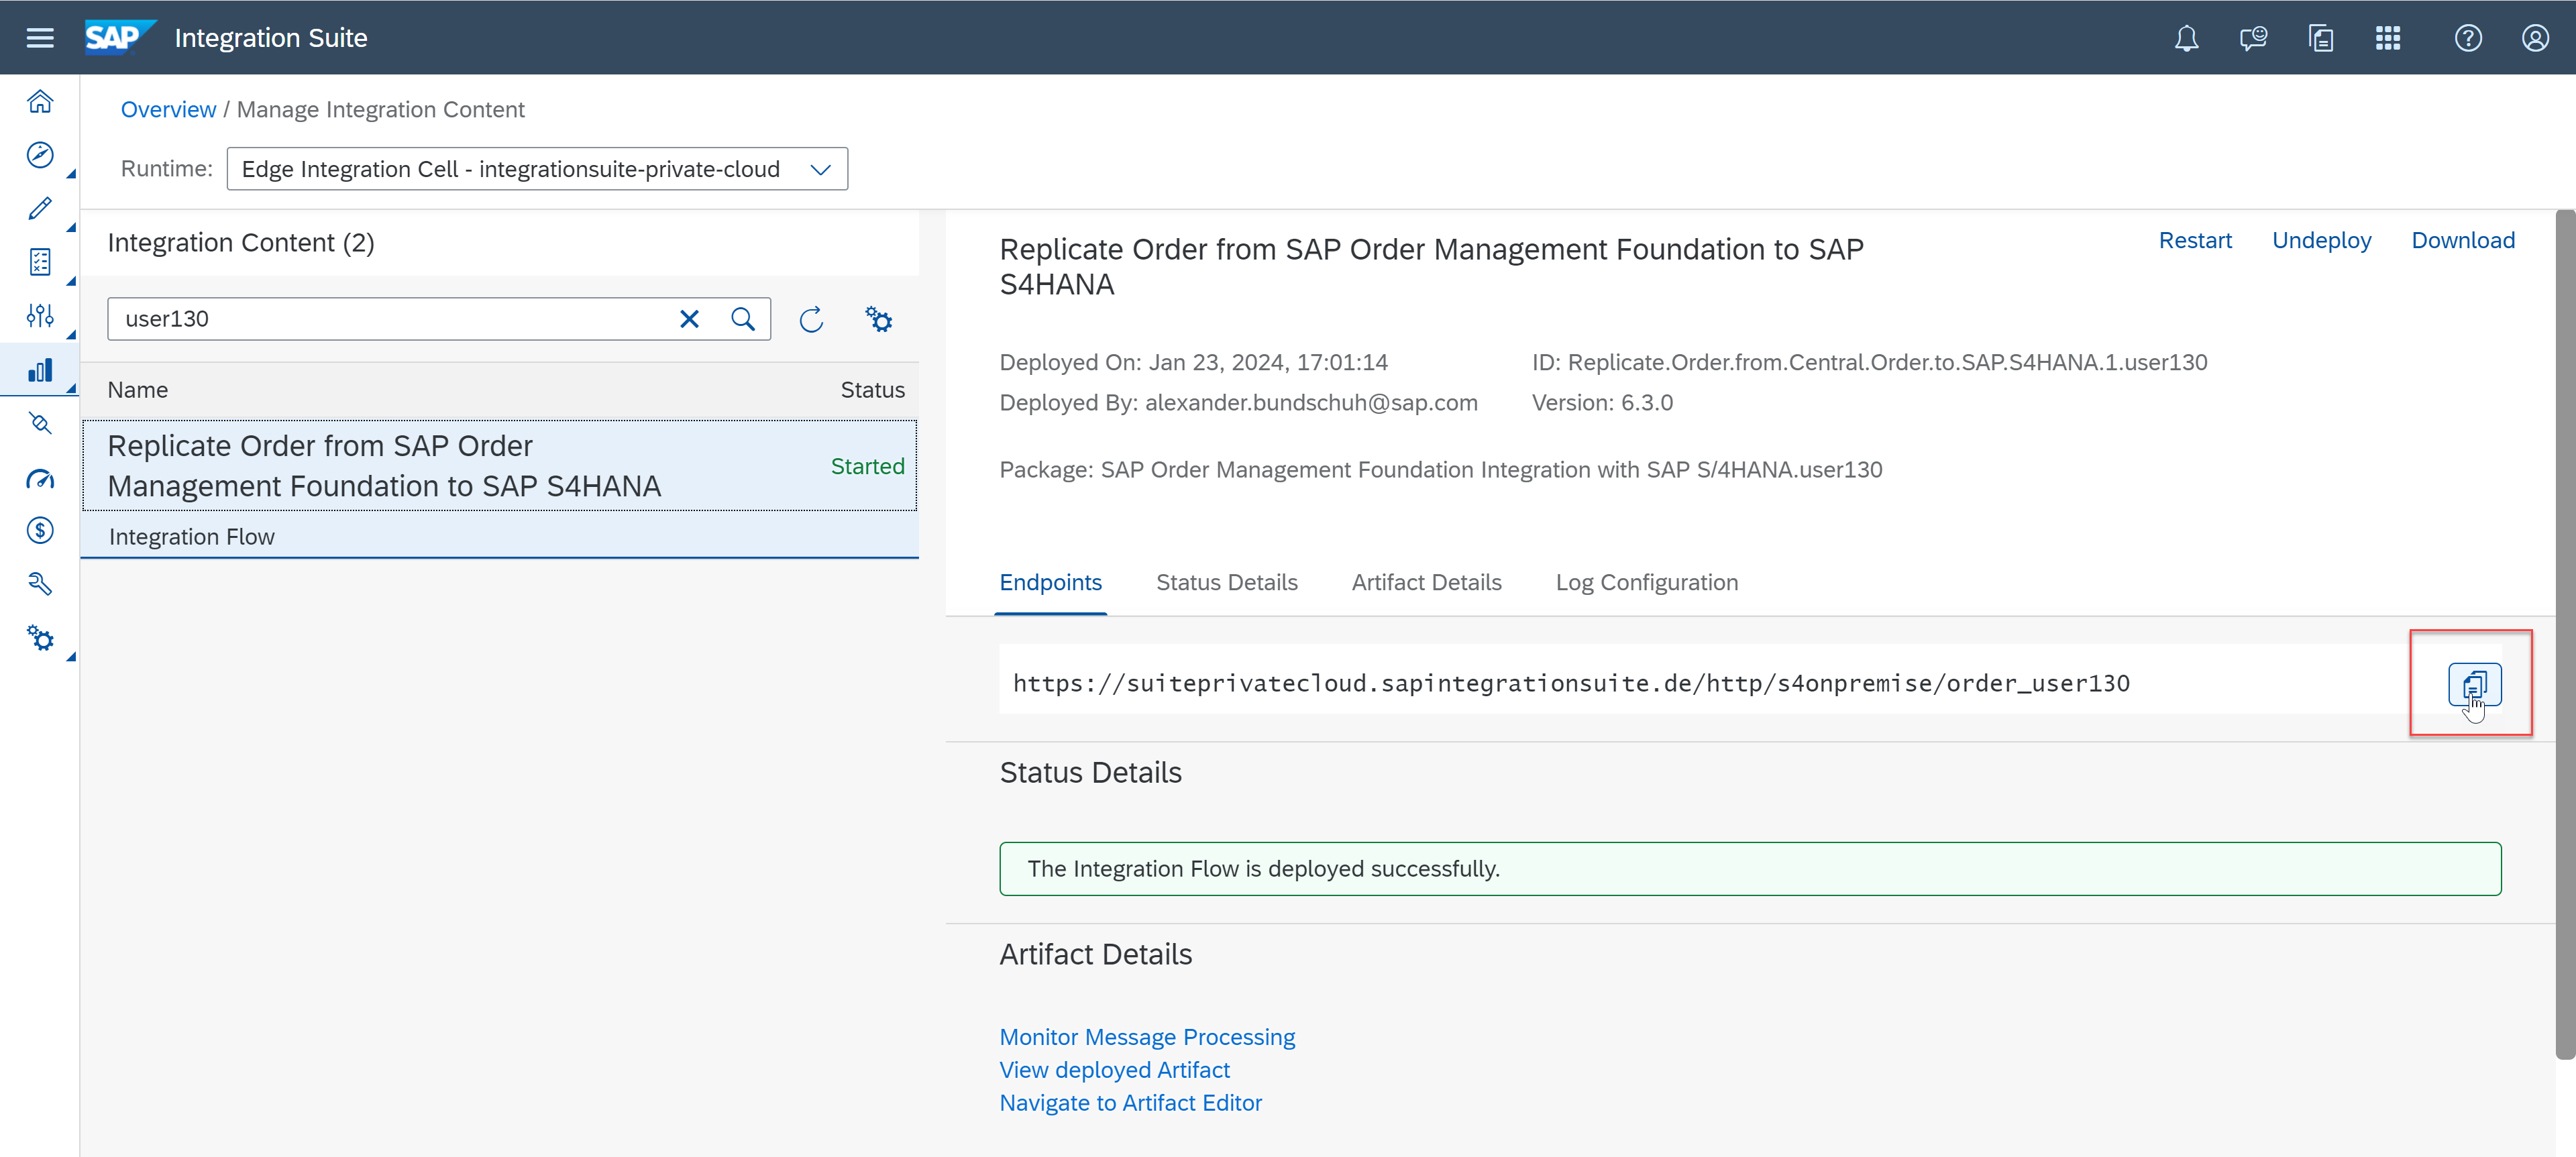 SAP Integration Suite
Overview / Manage Integration Content
Runtime: Edge Integration Cell - integrationsuite-private-cloud
Integration Content (2)
user130
Name Status
Replicate Order from SAP Order
Management Foundation to SAP S4HANA
Started
Integration Flow
Replicate Order from SAP Order Management Foundation to SAP
S4HANA
Restart Undeploy Download
Deployed On: Jan 23, 2024, 17:01:14
ID: Replicate.Order.from.Central.Order.to.SAP.S4HANA.1.user130
Deployed By: alexander.bundschuh@sap.com
Version: 6.3.0
Package: SAP Order Management Foundation Integration with SAP S/4HANA.user130
Endpoints Status Details Artifact Details Log Configuration
https://suiteprivatecloud.sapintegrationsuite.de/http/s4onpremise/order_user130
Status Details
The Integration Flow is deployed successfully.
Artifact Details
Monitor Message Processing
View deployed Artifact
Navigate to Artifact Editor